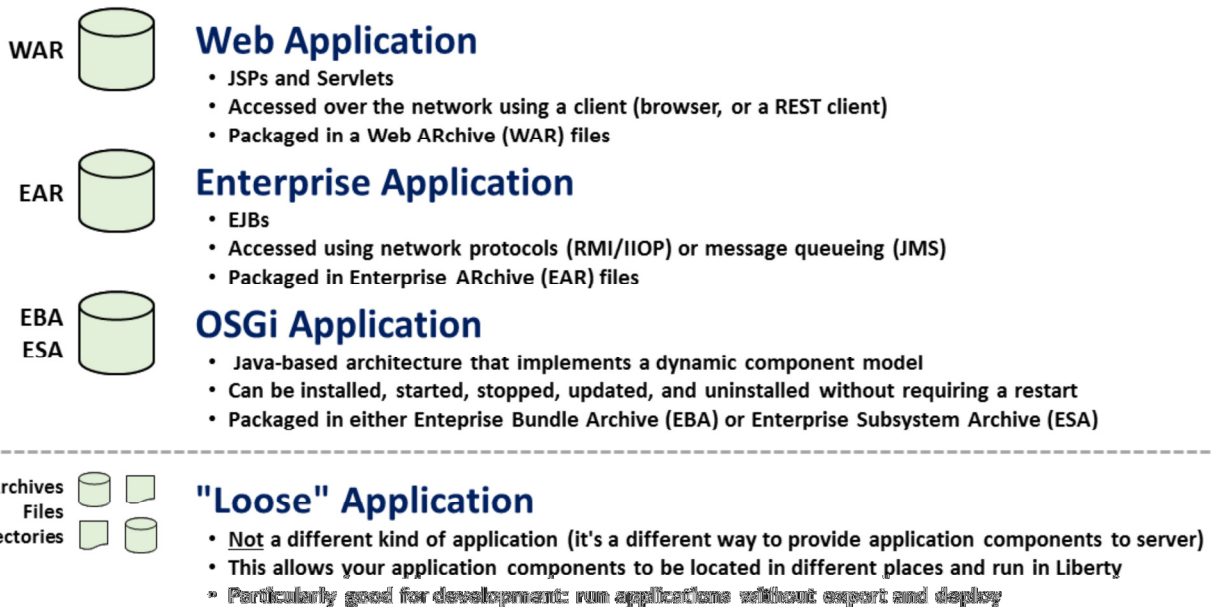 WAR
Web Application
• JSPs and Servlets
• Accessed over the network using a client (browser, or a REST client)
• Packaged in a Web ARchive (WAR) files
EAR
Enterprise Application
• EJBs
• Accessed using network protocols (RMI/IIOP) or message queueing (JMS)
• Packaged in Enterprise ARchive (EAR) files
EBA
ESA
OSGi Application
• Java-based architecture that implements a dynamic component model
• Can be installed, started, stopped, updated, and uninstalled without requiring a restart
• Packaged in either Enteprise Bundle Archive (EBA) or Enterprise Subsystem Archive (ESA)
Files
"Loose" Application
• Not a different kind of application (it's a different way to provide application components to server)
• This allows your application components to be located in different places and run in Liberty
• Particularly good for development: run applications without export and deploy